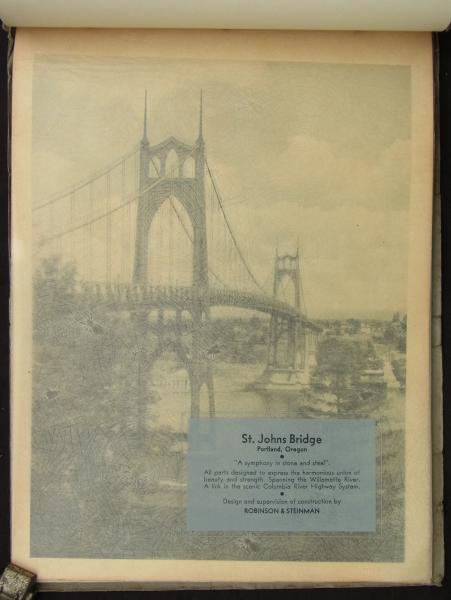 St. Johns Bridge
Portland, Oregon
"A symphony in stone and steel".
All parts designed to express the harmonious union of
beauty and strength. Spanning the Willamette River.
A link in the scenic Columbia River Highway System.
Design and supervision of construction by
ROBINSON & STEINMAN